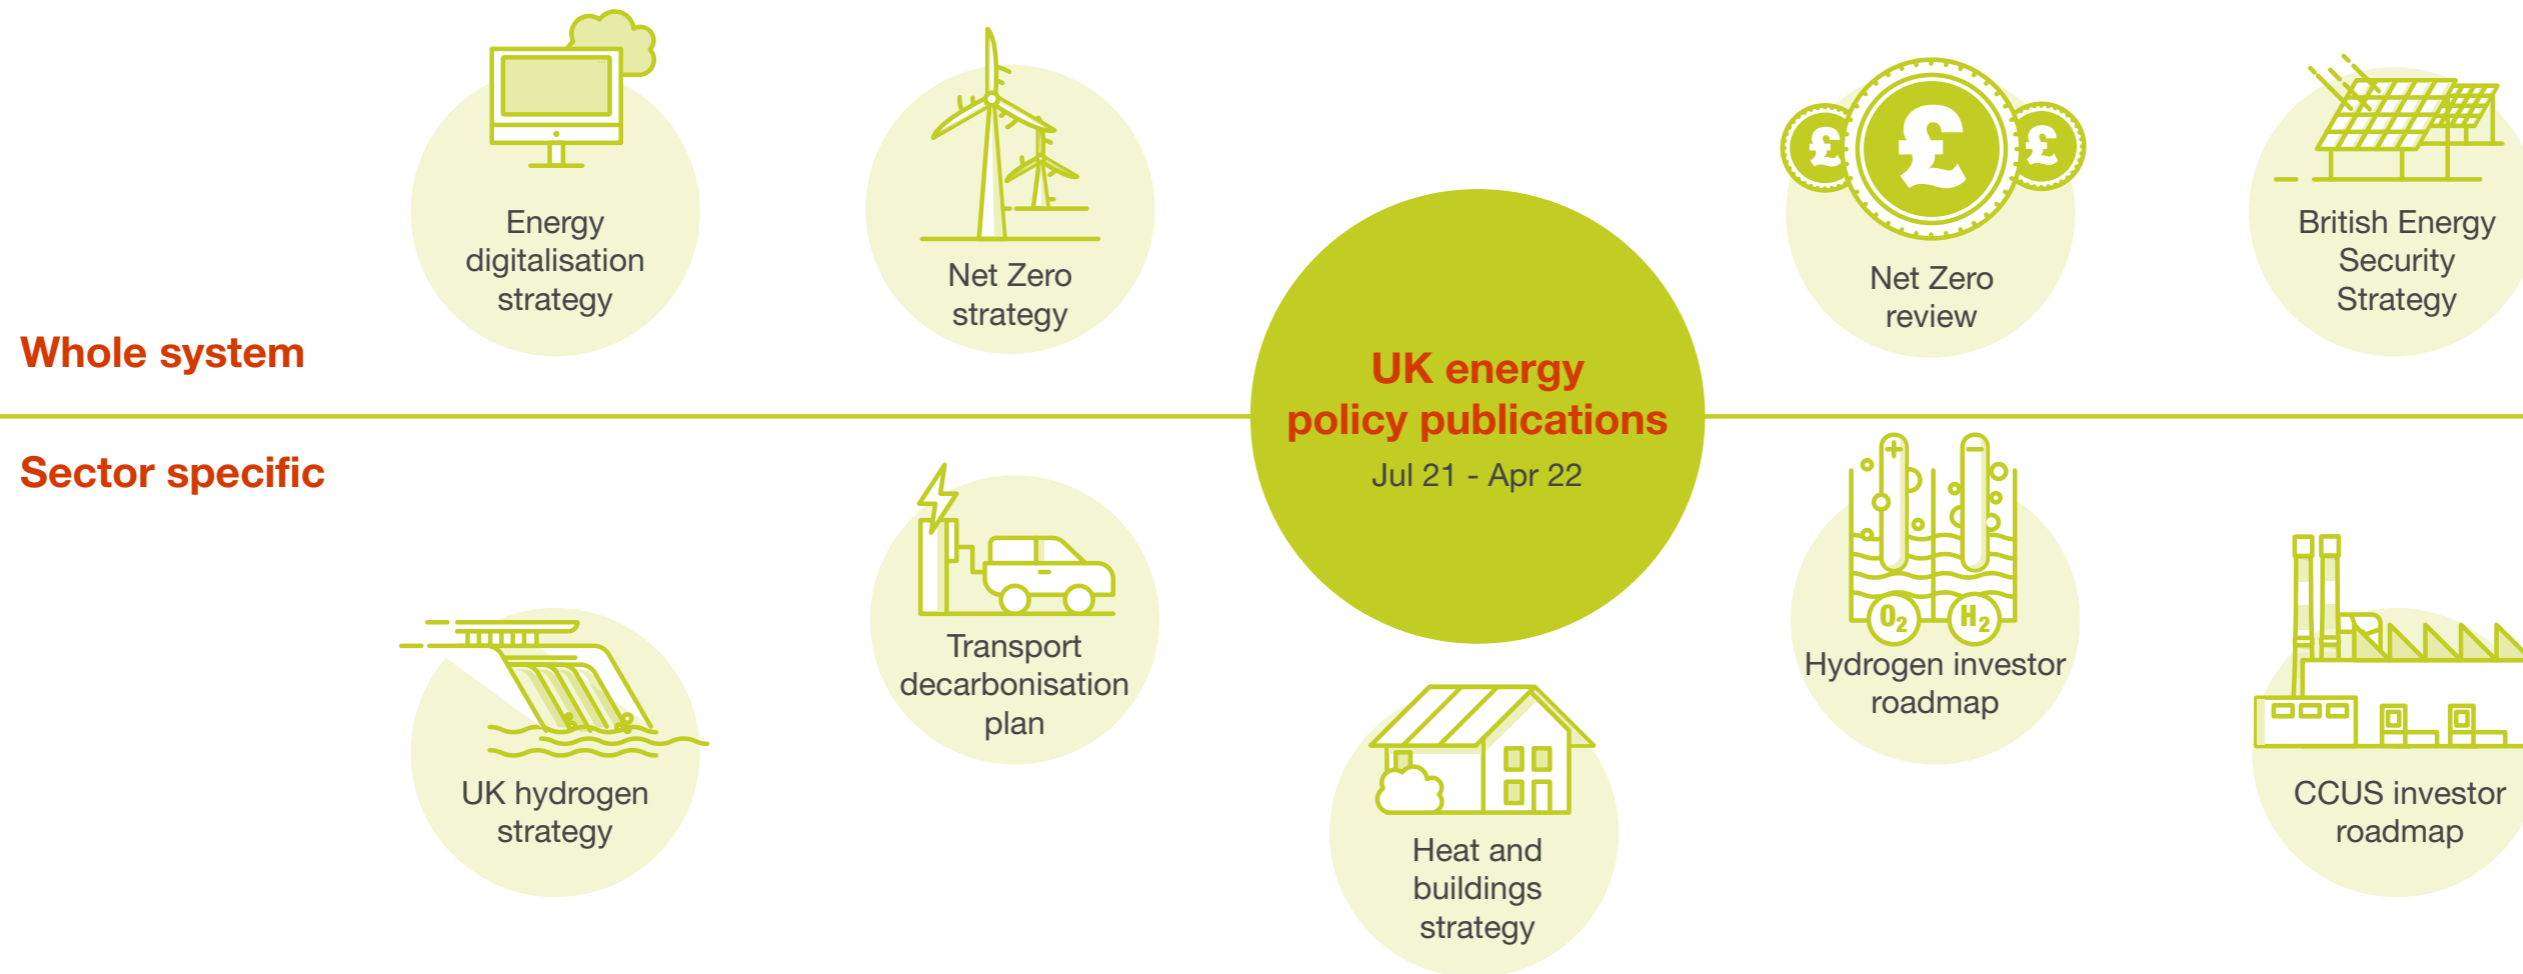 Energy
digitalisation
strategy
Net Zero
strategy
£
£
£
Net Zero
review
British Energy
Security
Strategy
Whole system
UK energy
policy publications
Jul 21 - Apr 22
Sector specific
UK hydrogen
strategy
Transport
decarbonisation
plan
Heat and
buildings
strategy
+
−
O₂
H₂
Hydrogen investor
roadmap
CCUS investor
roadmap